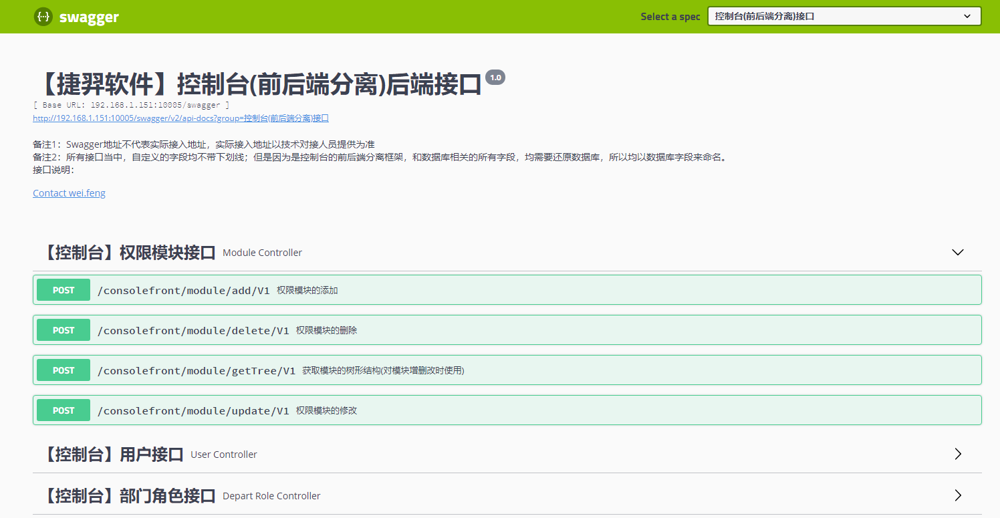 {··} swagger
Select a spec 控制台(前后端分离)接口
【捷羿软件】控制台(前后端分离)后端接口 1.0
[ Base URL: 192.168.1.151:10005/swagger ]
http://192.168.1.151:10005/swagger/v2/api-docs?group=控制台(前后端分离)接口
备注1：Swagger地址不代表实际接入地址，实际接入地址以技术对接人员提供为准
备注2：所有接口当中，自定义的字段均不带下划线；但是因为是控制台的前后端分离框架，和数据库相关的所有字段，均需要还原数据库，所以均以数据库字段来命名。
接口说明：
Contact wei.feng
【控制台】权限模块接口 Module Controller
POST /consolefront/module/add/V1 权限模块的添加
POST /consolefront/module/delete/V1 权限模块的删除
POST /consolefront/module/getTree/V1 获取模块的树形结构(对模块增删改时使用)
POST /consolefront/module/update/V1 权限模块的修改
【控制台】用户接口 User Controller
【控制台】部门角色接口 Depart Role Controller